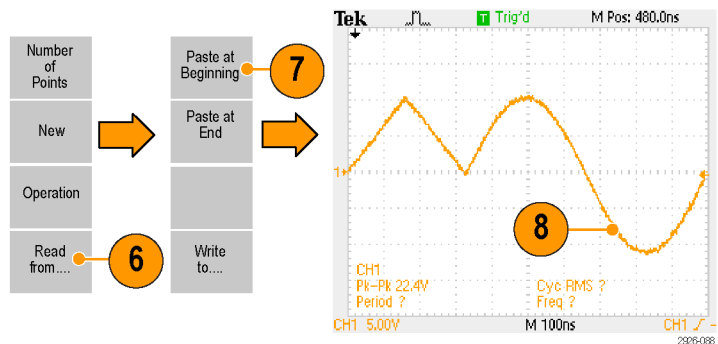 Number
of
Points
New
Operation
Read
from....
6
Paste at
Beginning
7
Paste at
End
Write
to....
Tek
T Trig'd
M Pos: 480.0ns
1
8
CH1
Pk-Pk 22.4V
Cyc RMS ?
Period ?
Freq ?
CH1 5.00V
M 100ns
CH1 / -
2926-088